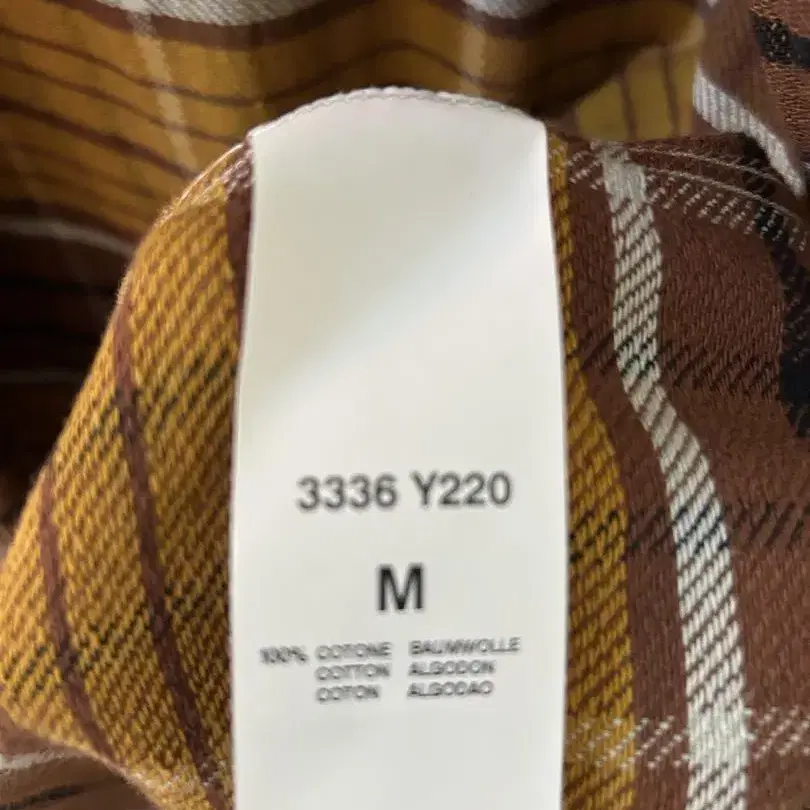 3336 Y220
M
100% COTONE BAUMWOLLE
COTTON ALGODON
COTON ALGODAO